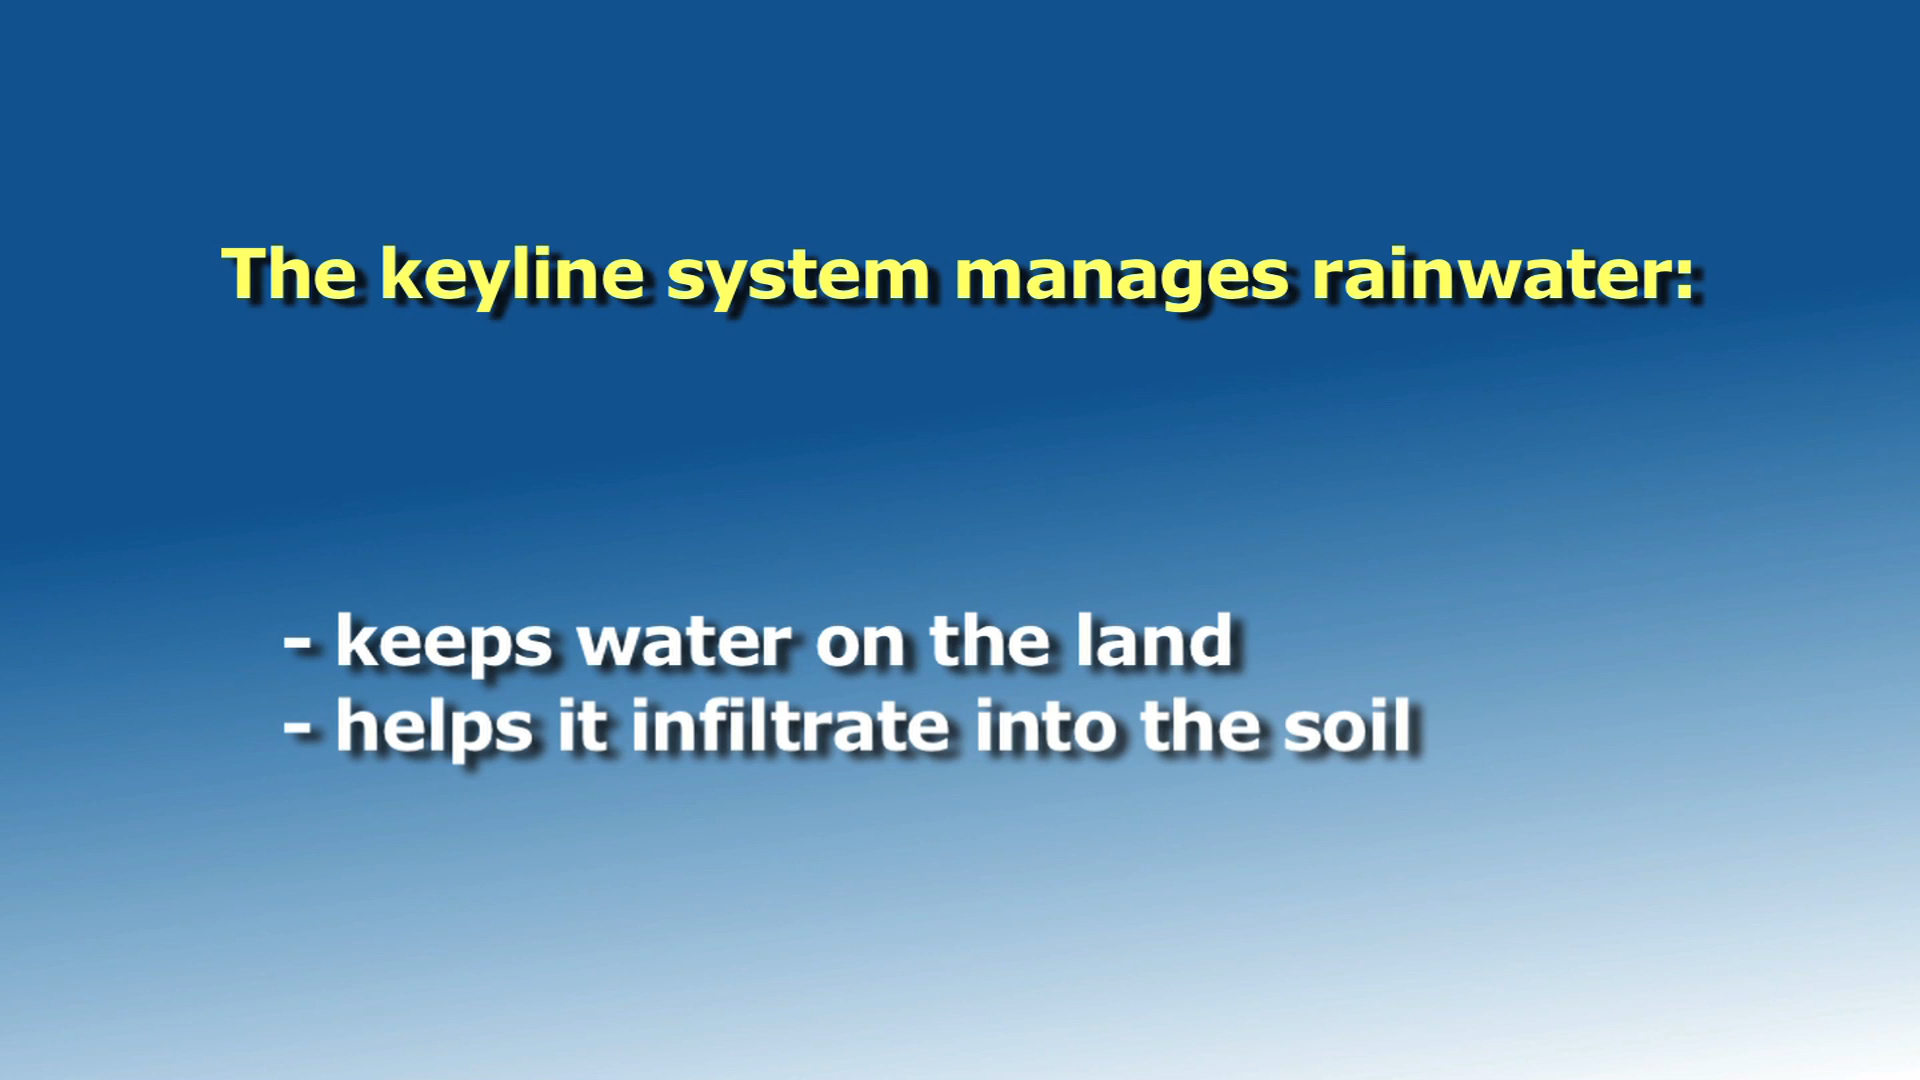 The keyline system manages rainwater:
- keeps water on the land
- helps it infiltrate into the soil